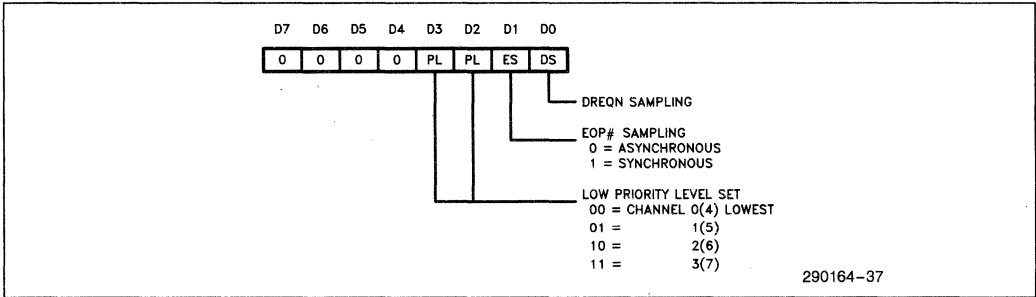 D7 D6 D5 D4 D3 D2 D1 D0
0 0 0 0 PL PL ES DS
DREQN SAMPLING
EOP# SAMPLING
0 = ASYNCHRONOUS
1 = SYNCHRONOUS
LOW PRIORITY LEVEL SET
00 = CHANNEL 0(4) LOWEST
01 = 1(5)
10 = 2(6)
11 = 3(7)
290164-37